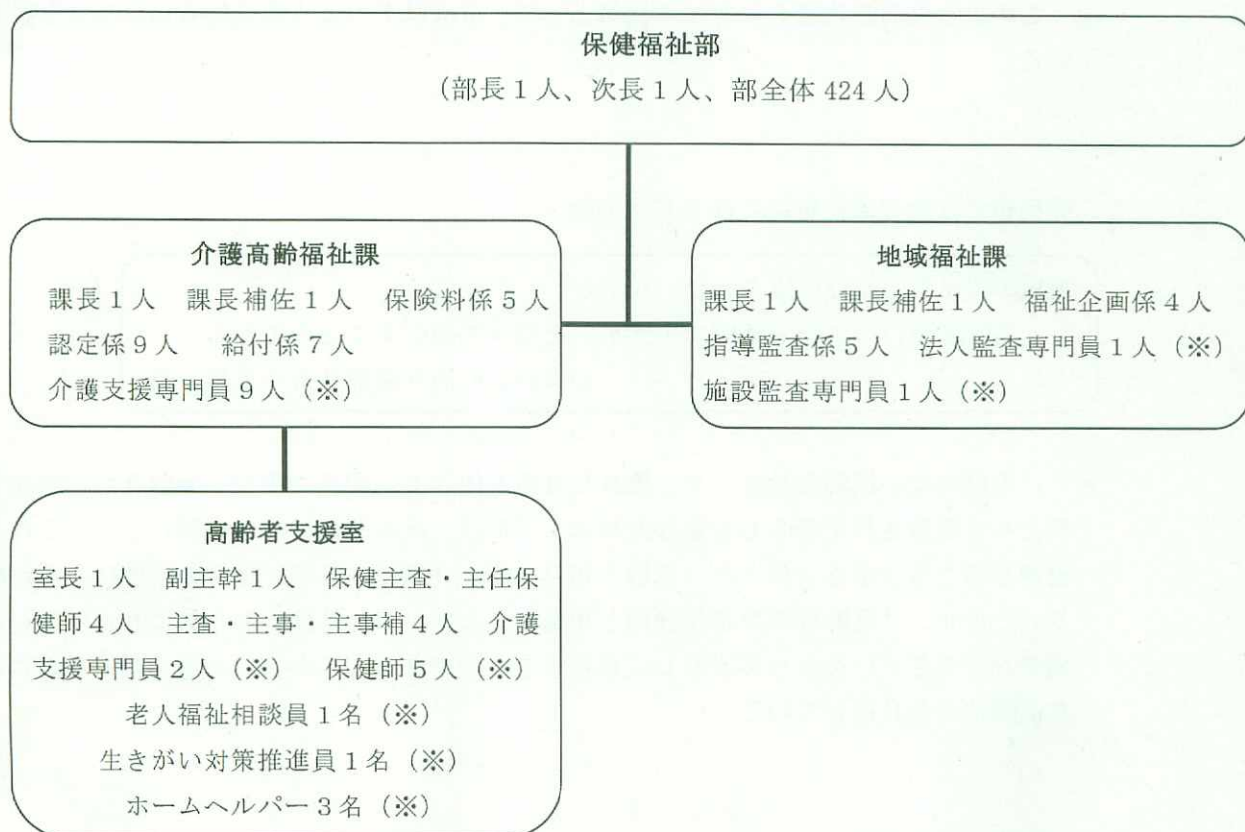 保健福祉部
(部長1人、次長1人、部全体 424 人)
介護高齢福祉課
課長1人　課長補佐1人　保険料係5人
認定係9人　給付係7人
介護支援専門員9人（※）
地域福祉課
課長1人　課長補佐1人　福祉企画係4人
指導監査係5人　法人監査専門員1人（※）
施設監査専門員1人（※）
高齢者支援室
室長1人　副主幹1人　保健主査・主任保
健師4人　主査・主事・主事補4人　介護
支援専門員2人（※）　保健師5人（※）
老人福祉相談員1名（※）
生きがい対策推進員1名（※）
ホームヘルパー3名（※）